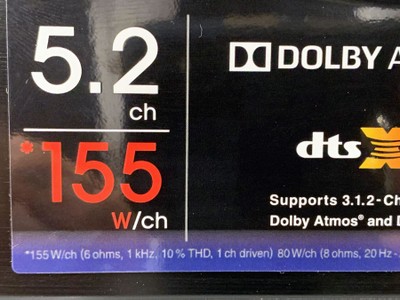 5.2
ch
*155
W/ch
DOLBY
dts X
Supports 3.1.2-Ch
Dolby Atmos® and
*155 W/ch (6 ohms, 1 kHz, 10% THD, 1 ch driven) 80 W/ch (8 ohms, 20 Hz -